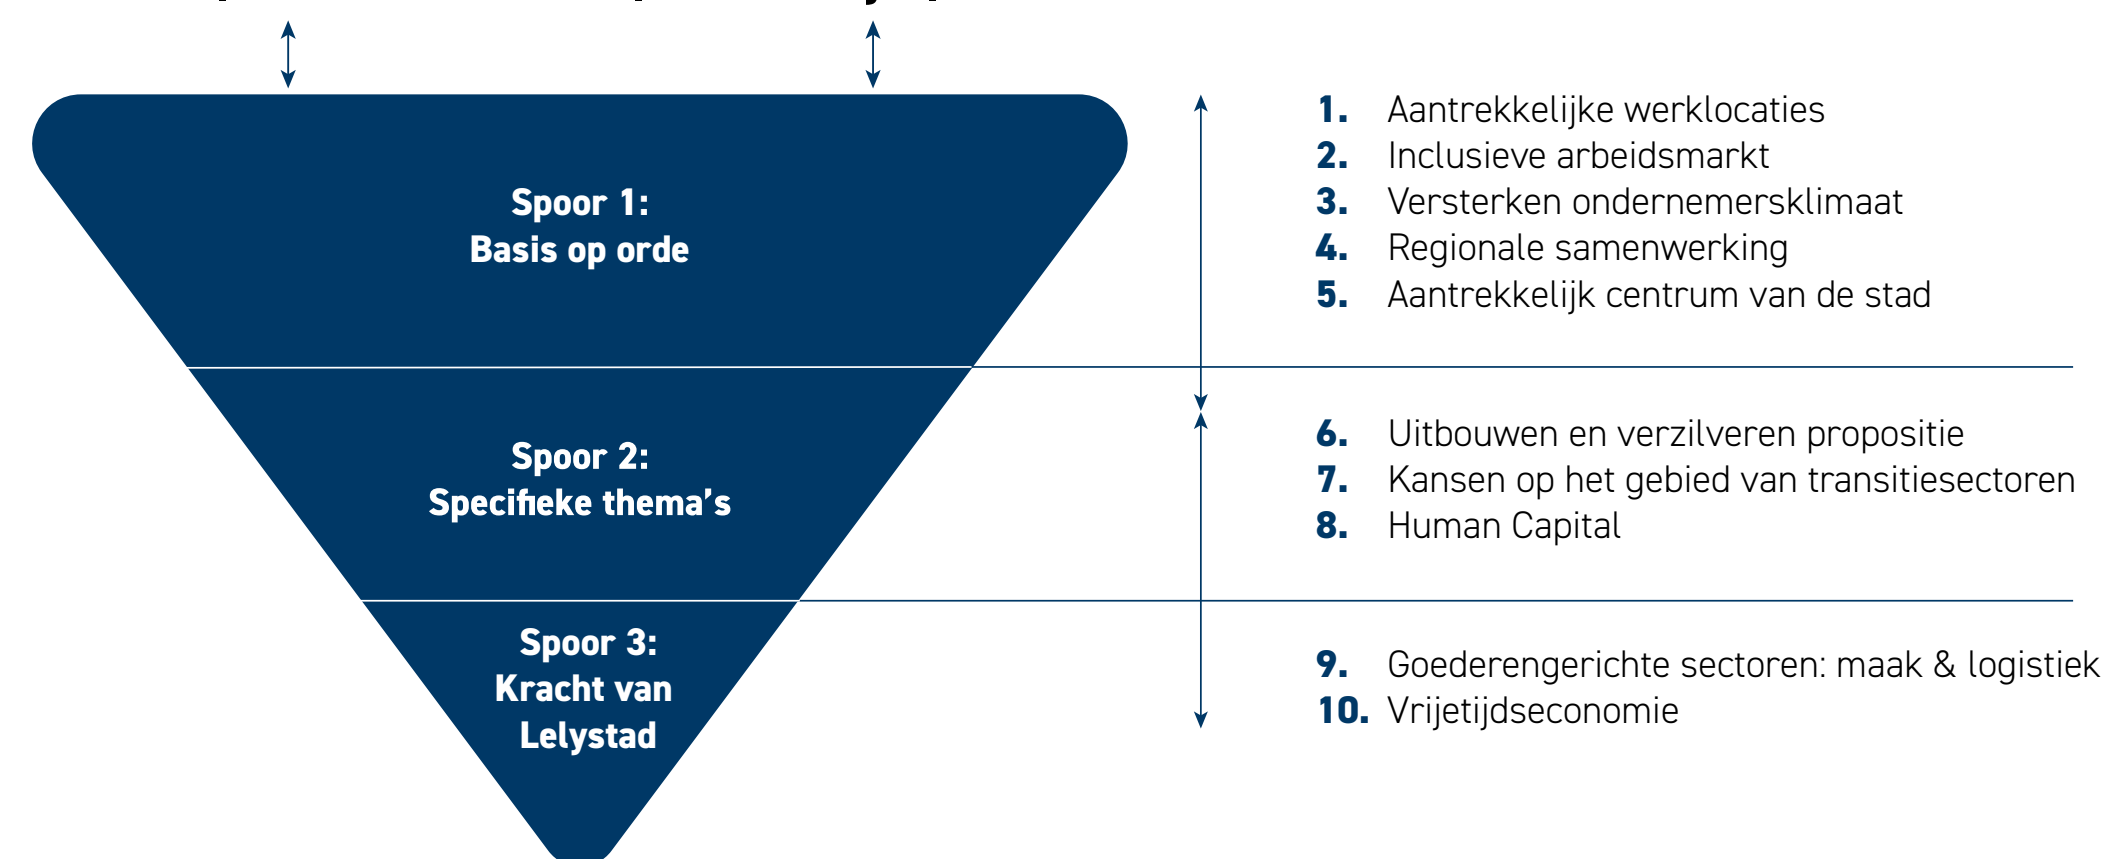 Spoor 1:
Basis op orde
1. Aantrekkelijke werklocaties
2. Inclusieve arbeidsmarkt
3. Versterken ondernemersklimaat
4. Regionale samenwerking
5. Aantrekkelijk centrum van de stad
Spoor 2:
Specifieke thema's
6. Uitbouwen en verzilveren propositie
7. Kansen op het gebied van transitiesectoren
8. Human Capital
Spoor 3:
Kracht van
Lelystad
9. Goederengerichte sectoren: maak & logistiek
10. Vrijetijdseconomie